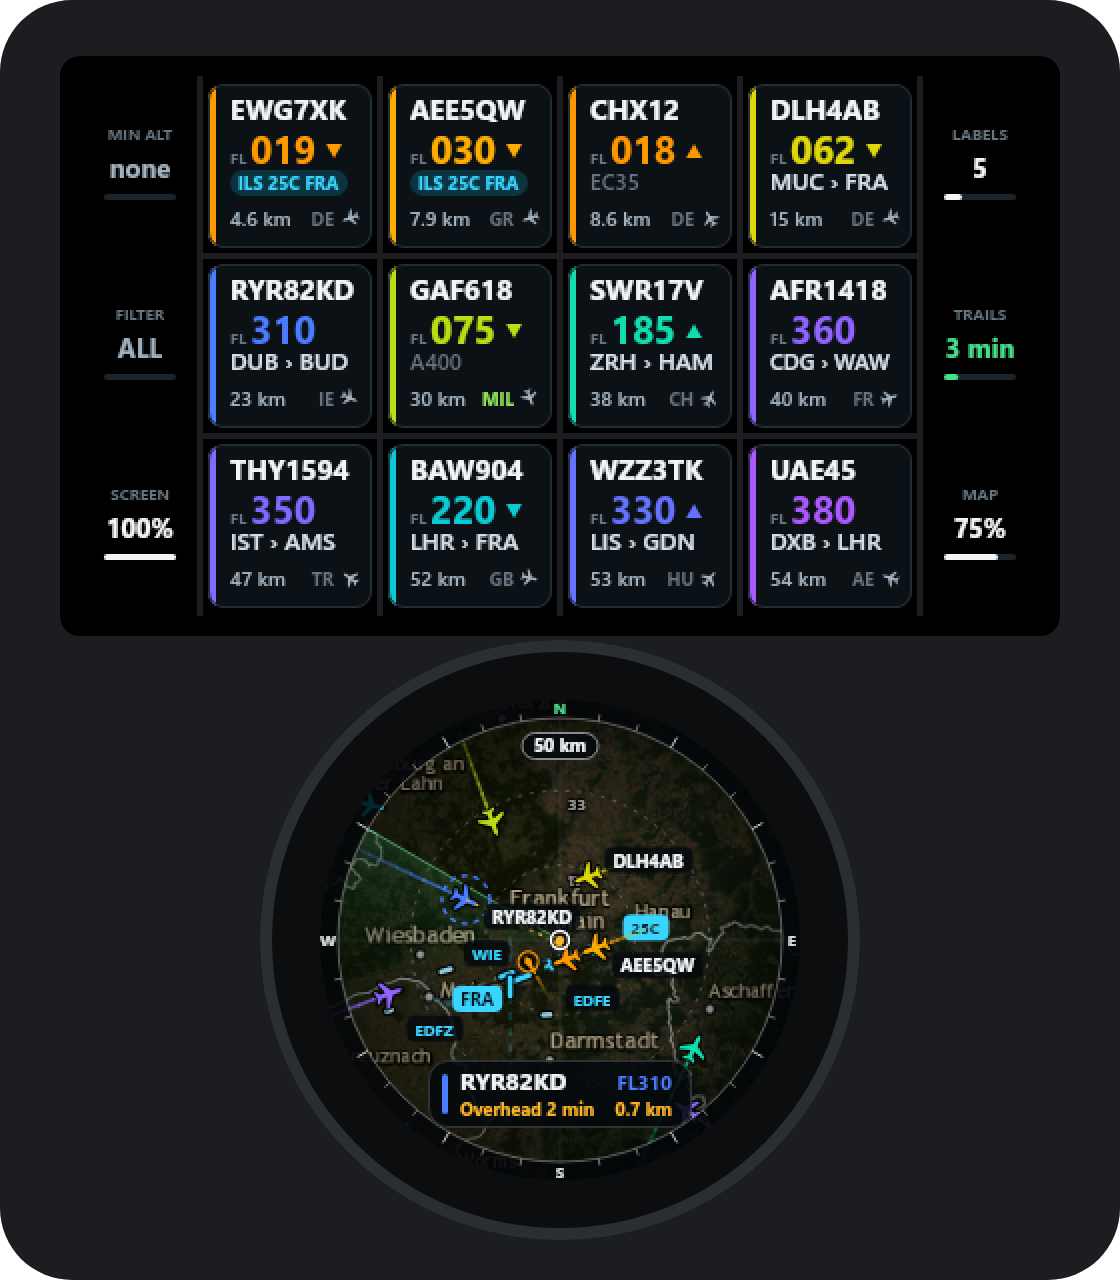 MIN ALT
none
EWG7XK
FL 019 ▼
ILS 25C FRA
4.6 km DE
AEE5QW
FL 030 ▼
ILS 25C FRA
7.9 km GR
CHX12
FL 018 ▲
EC35
8.6 km DE
DLH4AB
FL 062 ▼
MUC › FRA
15 km DE
LABELS
5
FILTER
ALL
RYR82KD
FL 310
DUB › BUD
23 km IE
GAF618
FL 075 ▼
A400
30 km MIL
SWR17V
FL 185 ▲
ZRH › HAM
38 km CH
AFR1418
FL 360
CDG › WAW
40 km FR
TRAILS
3 min
SCREEN
100%
THY1594
FL 350
IST › AMS
47 km TR
BAW904
FL 220 ▼
LHR › FRA
52 km GB
WZZ3TK
FL 330 ▲
LIS › GDN
53 km HU
UAE45
FL 380
DXB › LHR
54 km AE
MAP
75%
N
50 km
an
Lahn
33
DLH4AB
Frankfurt
RYR82KD
ain
Hanau
25C
Wiesbaden
W
E
WIE
AEE5QW
FRA
EDFE
Aschaff
EDFZ
Darmstadt
uznach
RYR82KD FL310
Overhead 2 min 0.7 km
S